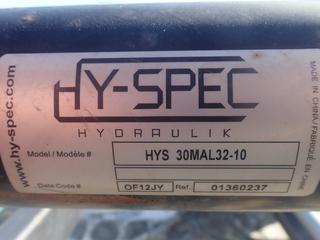 HY-SPEC
HYDRAULIK
www.hy-spec.com
Model / Modèle # HYS 30MAL32-10
Date Code # OF12JY Ref. 01360237
MADE IN CHINA / FABRIQUÉ EN CHINE